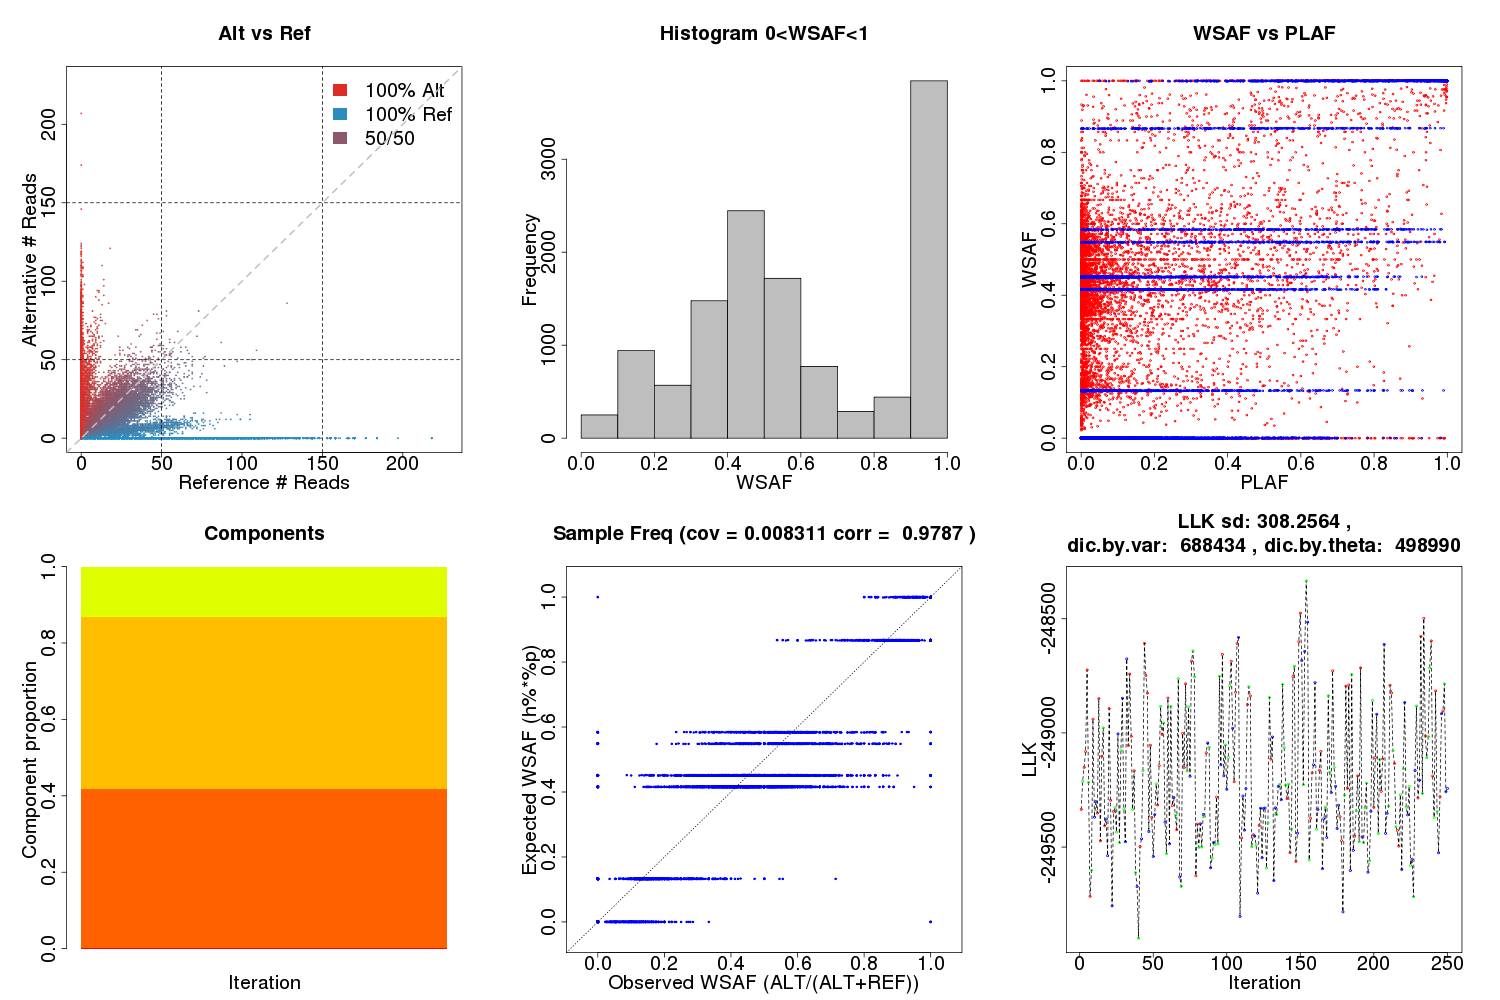 Alt vs Ref
100% Alt
100% Ref
50/50
Alternative # Reads
0 50 100 150 200
0 50 100 150 200
Reference # Reads
Histogram 0<WSAF<1
Frequency
0 1000 2000 3000
0.0 0.2 0.4 0.6 0.8 1.0
WSAF
WSAF vs PLAF
WSAF
0.0 0.2 0.4 0.6 0.8 1.0
0.0 0.2 0.4 0.6 0.8 1.0
PLAF
Components
Component proportion
0.0 0.2 0.4 0.6 0.8 1.0
Iteration
Sample Freq (cov = 0.008311 corr = 0.9787 )
Expected WSAF (h%*%p)
0.0 0.2 0.4 0.6 0.8 1.0
0.0 0.2 0.4 0.6 0.8 1.0
Observed WSAF (ALT/(ALT+REF))
LLK sd: 308.2564 ,
dic.by.var: 688434 , dic.by.theta: 498990
LLK
-249500 -249000 -248500
0 50 100 150 200 250
Iteration